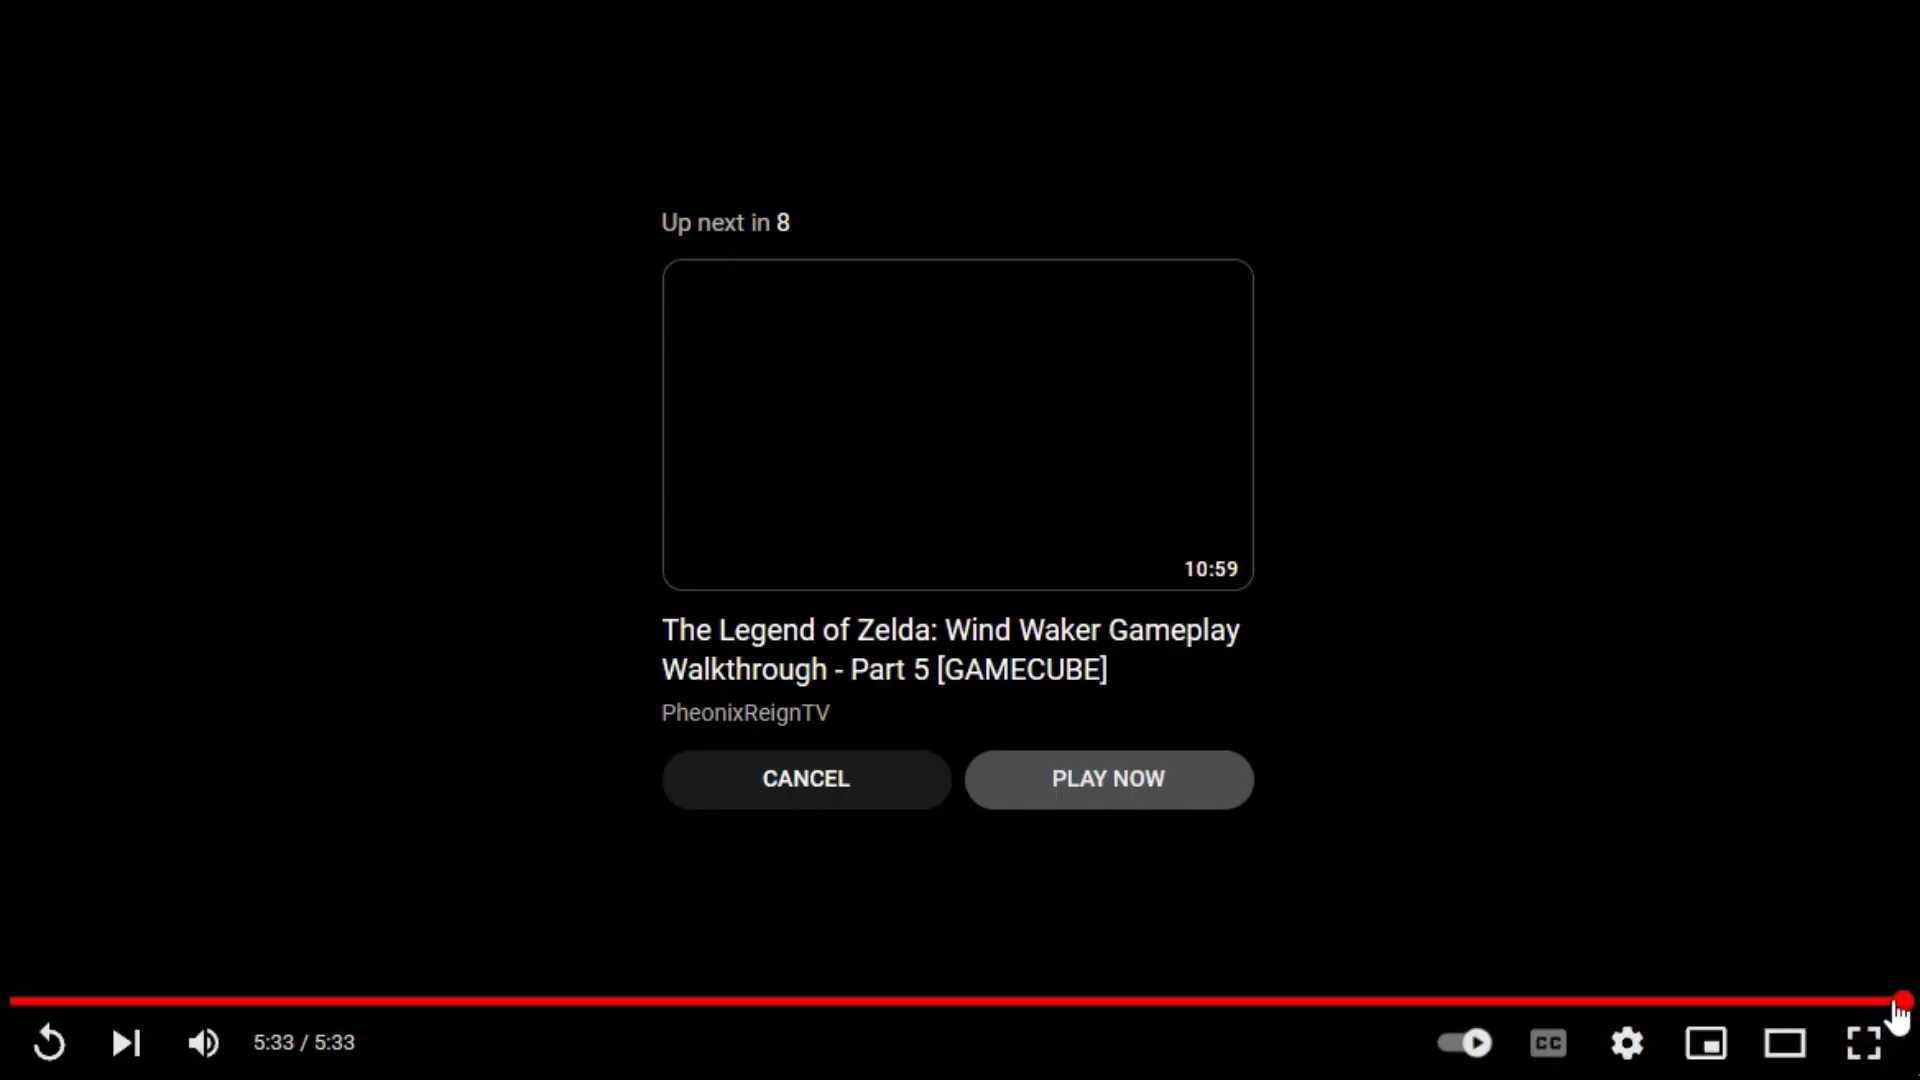 Up next in 8
10:59
The Legend of Zelda: Wind Waker Gameplay
Walkthrough - Part 5 [GAMECUBE]
PheonixReignTV
CANCEL
PLAY NOW
5:33 / 5:33
CC